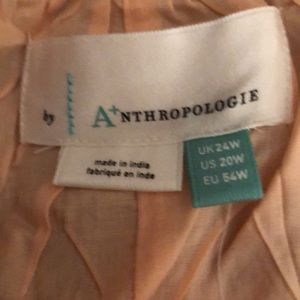 by A+NTHROPOLOGIE
made in india
fabriqué en inde
UK 24W
US 20W
EU 54W